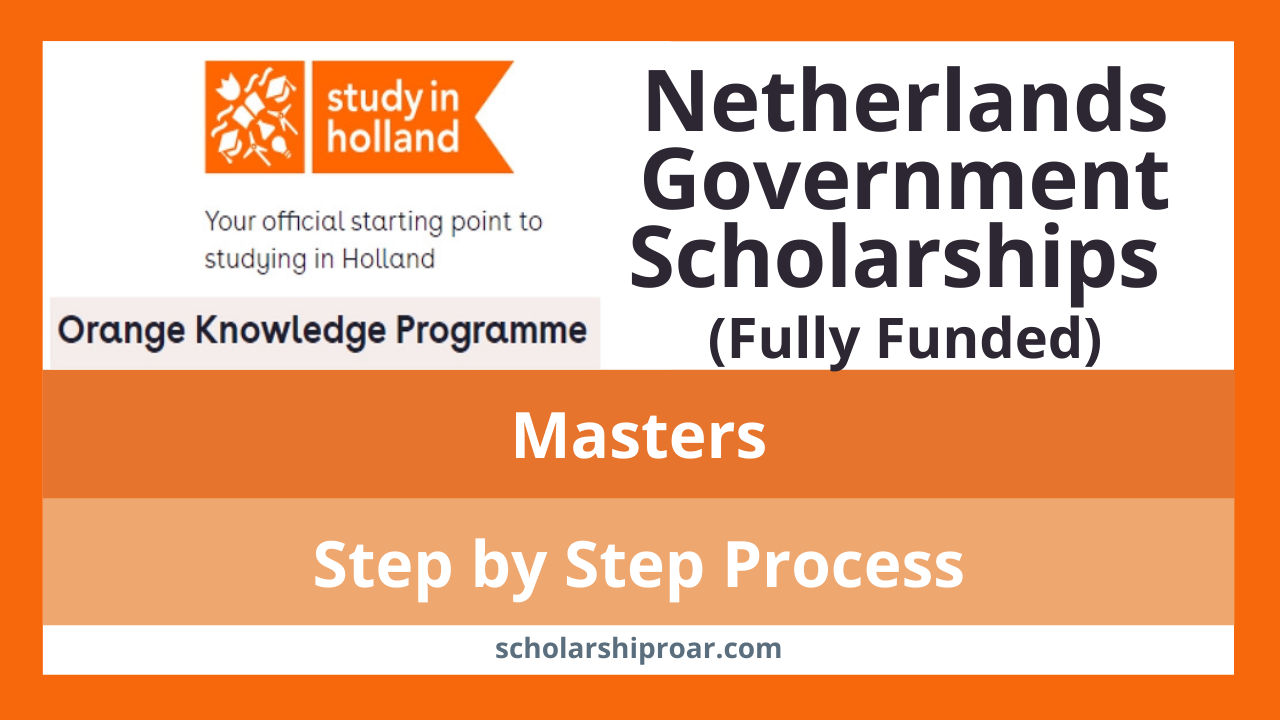 study in
holland
Your official starting point to
studying in Holland
Orange Knowledge Programme
Netherlands
Government
Scholarships
(Fully Funded)
Masters
Step by Step Process
scholarshiproar.com